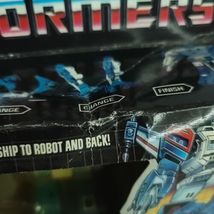 ORMERS
ANGE
CHANGE
FINISH
SHIP TO ROBOT AND BACK!